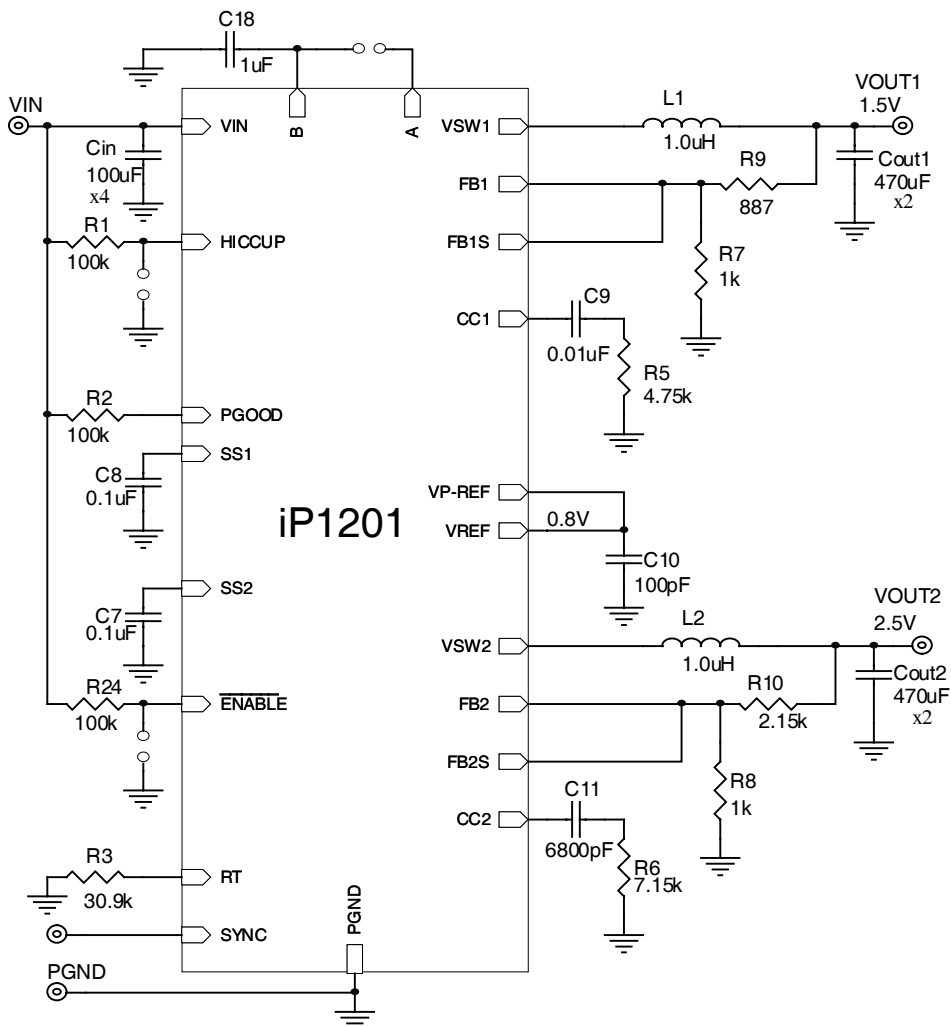 C18
1uF
VIN
B
A
VOUT1
1.5V
VIN
VSW1
L1
1.0uH
Cin
100uF
x4
Cout1
470uF
x2
FB1
R9
887
R1
100k
HICCUP
FB1S
R7
1k
CC1
C9
0.01uF
R5
4.75k
R2
100k
PGOOD
SS1
C8
0.1uF
iP1201
VP-REF
VREF
0.8V
C10
100pF
SS2
C7
0.1uF
VOUT2
2.5V
VSW2
L2
1.0uH
Cout2
470uF
x2
R24
100k
ENABLE
FB2
R10
2.15k
FB2S
R8
1k
CC2
C11
6800pF
R6
7.15k
R3
30.9k
RT
SYNC
PGND
PGND